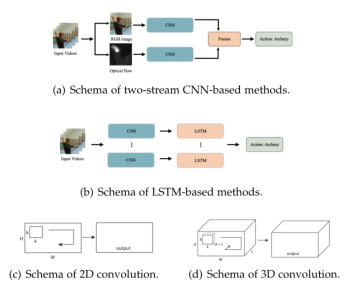 CNN
RGB image
Fusion
Action: Archery
Input Videos
CNN
Optical flow
(a) Schema of two-stream CNN-based methods.
CNN
LSTM
Input Videos
Action: Archery
CNN
LSTM
(b) Schema of LSTM-based methods.
k
H
k
W
output
(c) Schema of 2D convolution.
k
k
d < L
H
L
W
output
(d) Schema of 3D convolution.